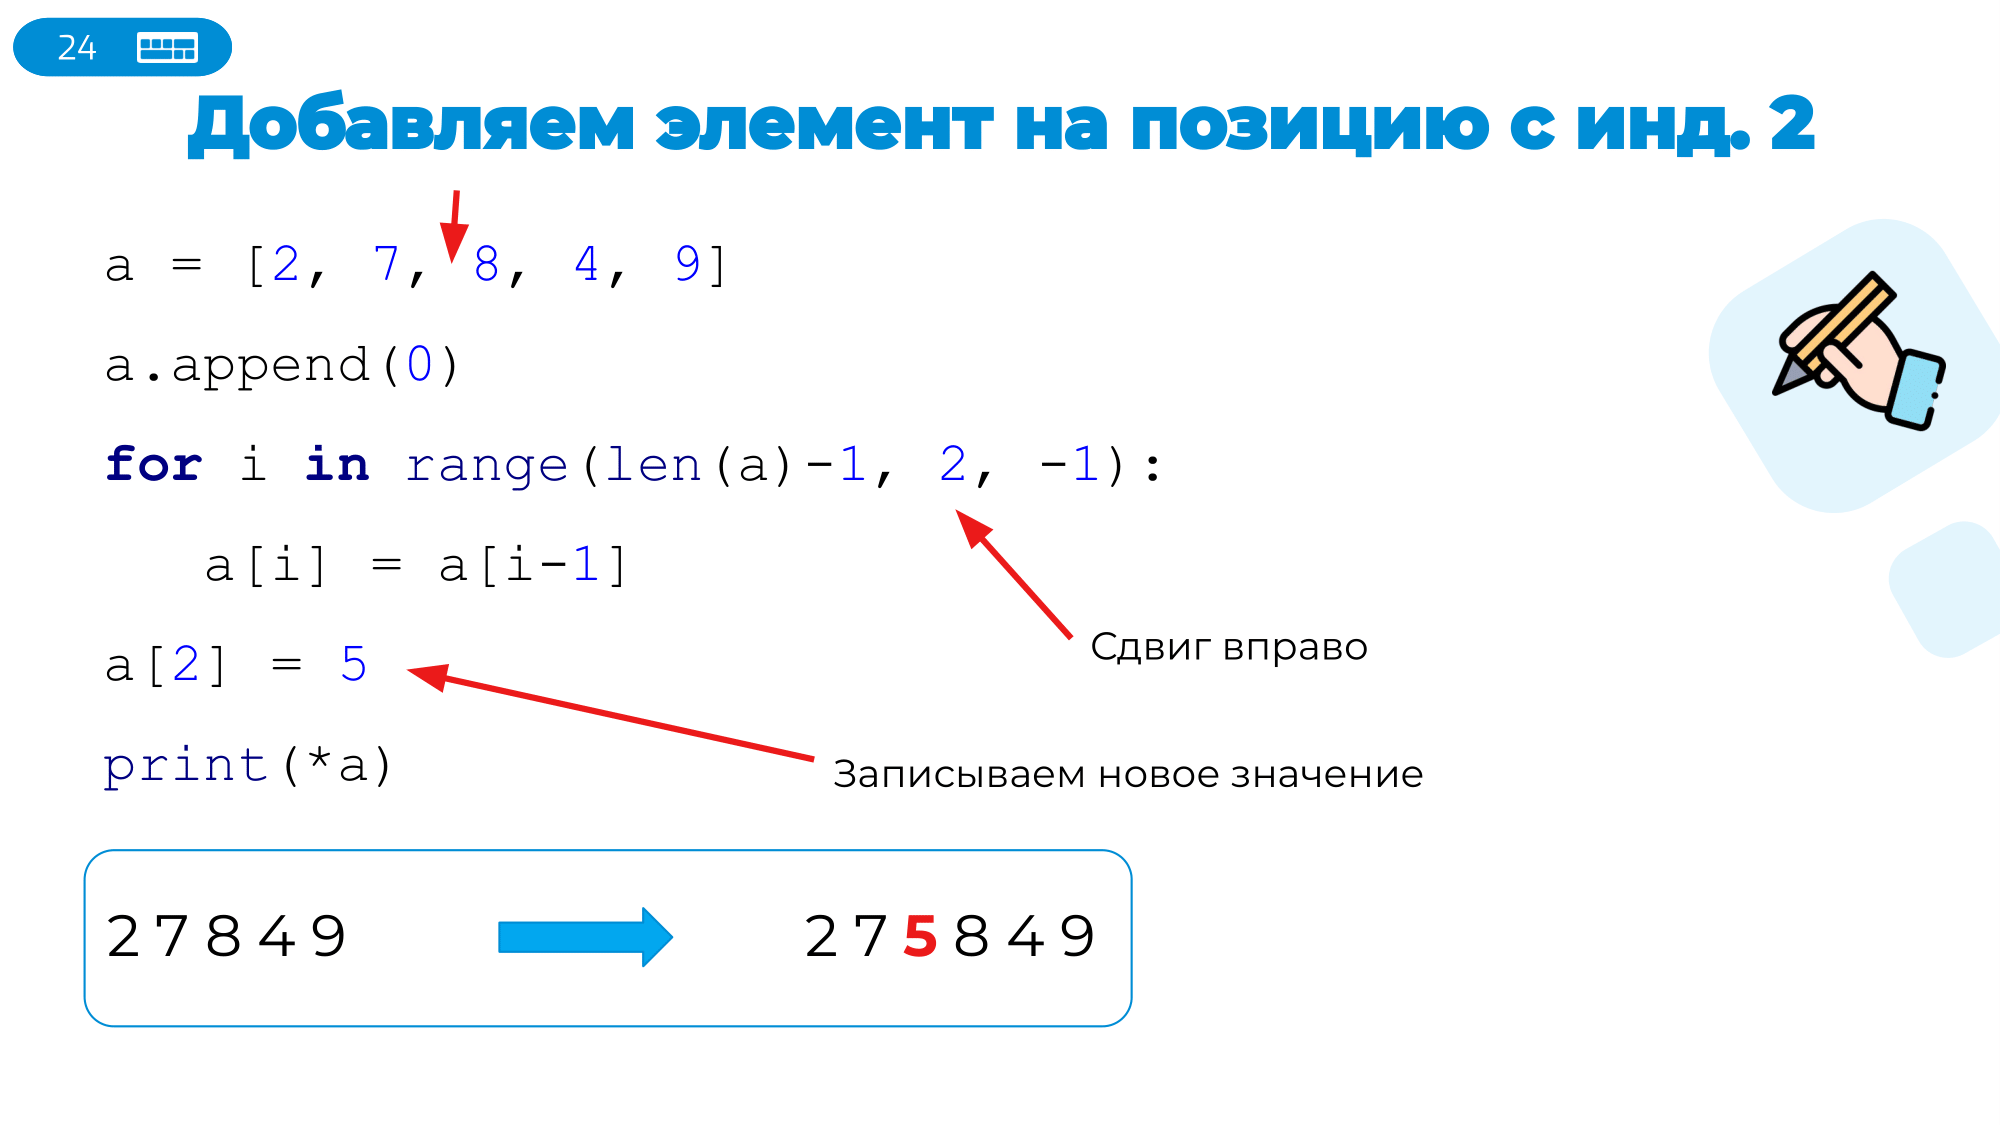 24
Добавляем элемент на позицию с инд. 2
a = [2, 7, 8, 4, 9]
a.append(0)
for i in range(len(a)-1, 2, -1):
   a[i] = a[i-1]
Сдвиг вправо
a[2] = 5
print(*a)
Записываем новое значение
2 7 8 4 9
2 7 5 8 4 9